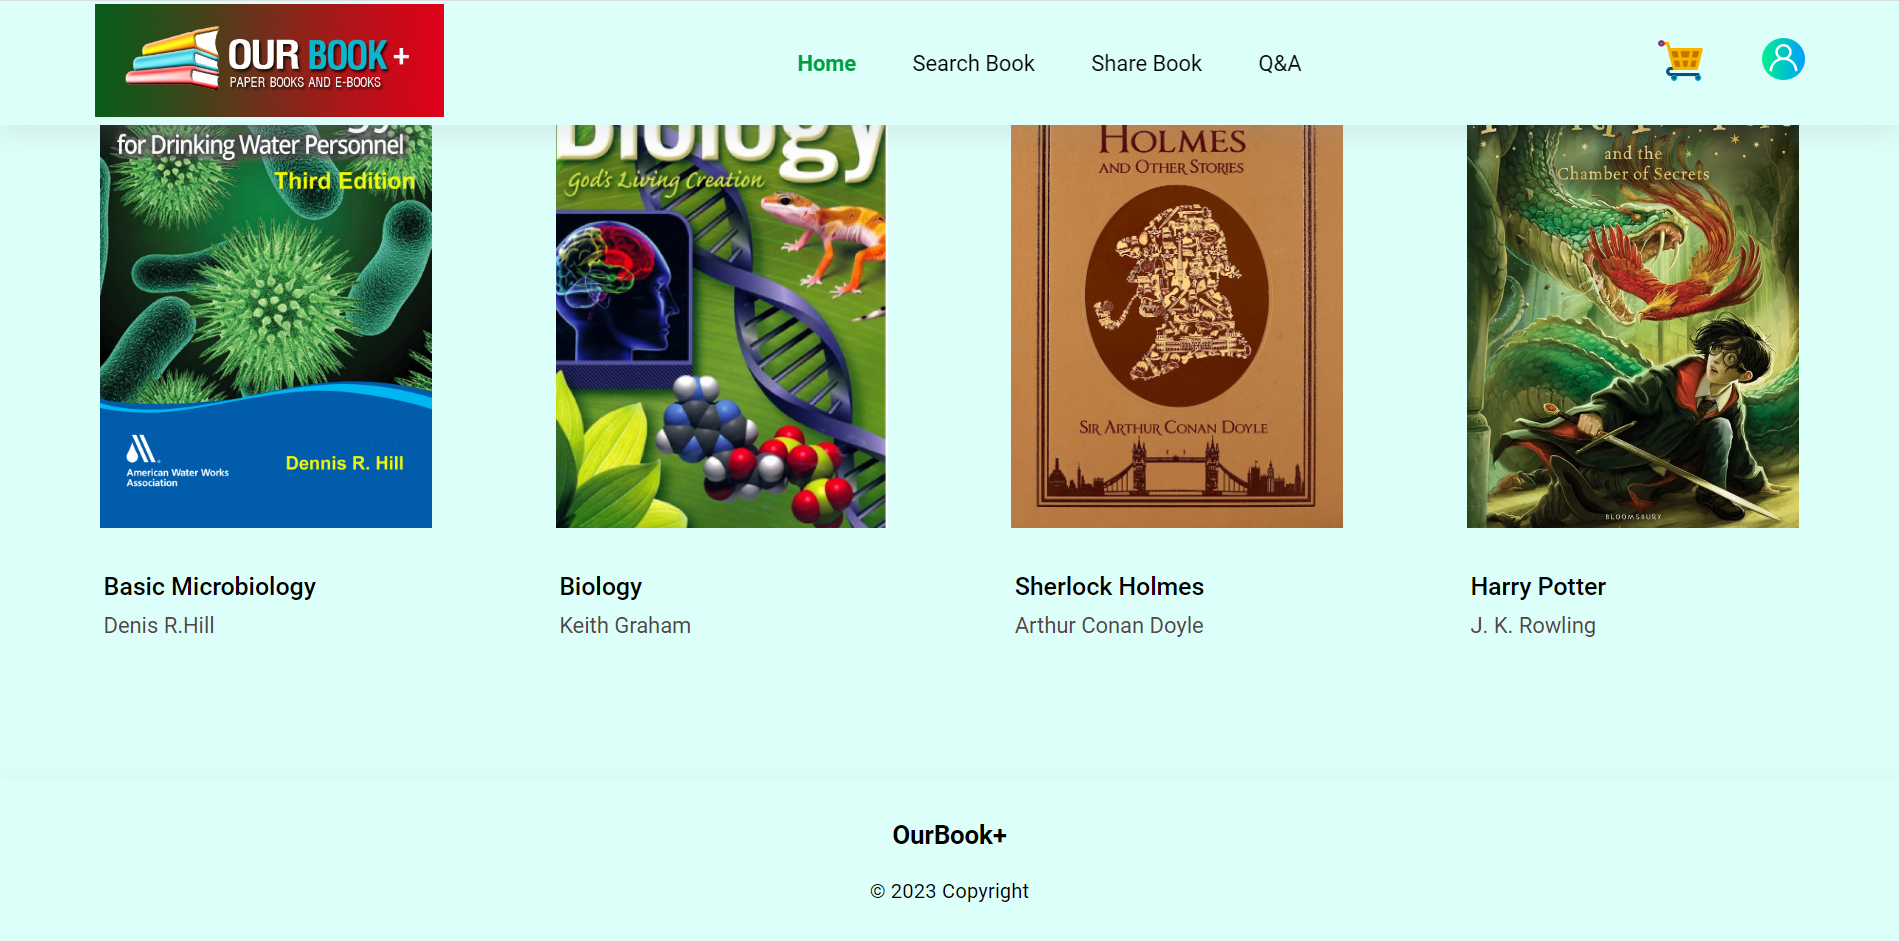 OUR BOOK +
PAPER BOOKS AND E-BOOKS
Home
Search Book
Share Book
Q&A
for Drinking Water Personnel
Third Edition
American Water Works
Association
Dennis R. Hill
Biology
God's Living Creation
HOLMES
AND OTHER STORIES
SIR ARTHUR CONAN DOYLE
and the
Chamber of Secrets
BLOOMSBURY
Basic Microbiology
Denis R.Hill
Biology
Keith Graham
Sherlock Holmes
Arthur Conan Doyle
Harry Potter
J. K. Rowling
OurBook+
© 2023 Copyright